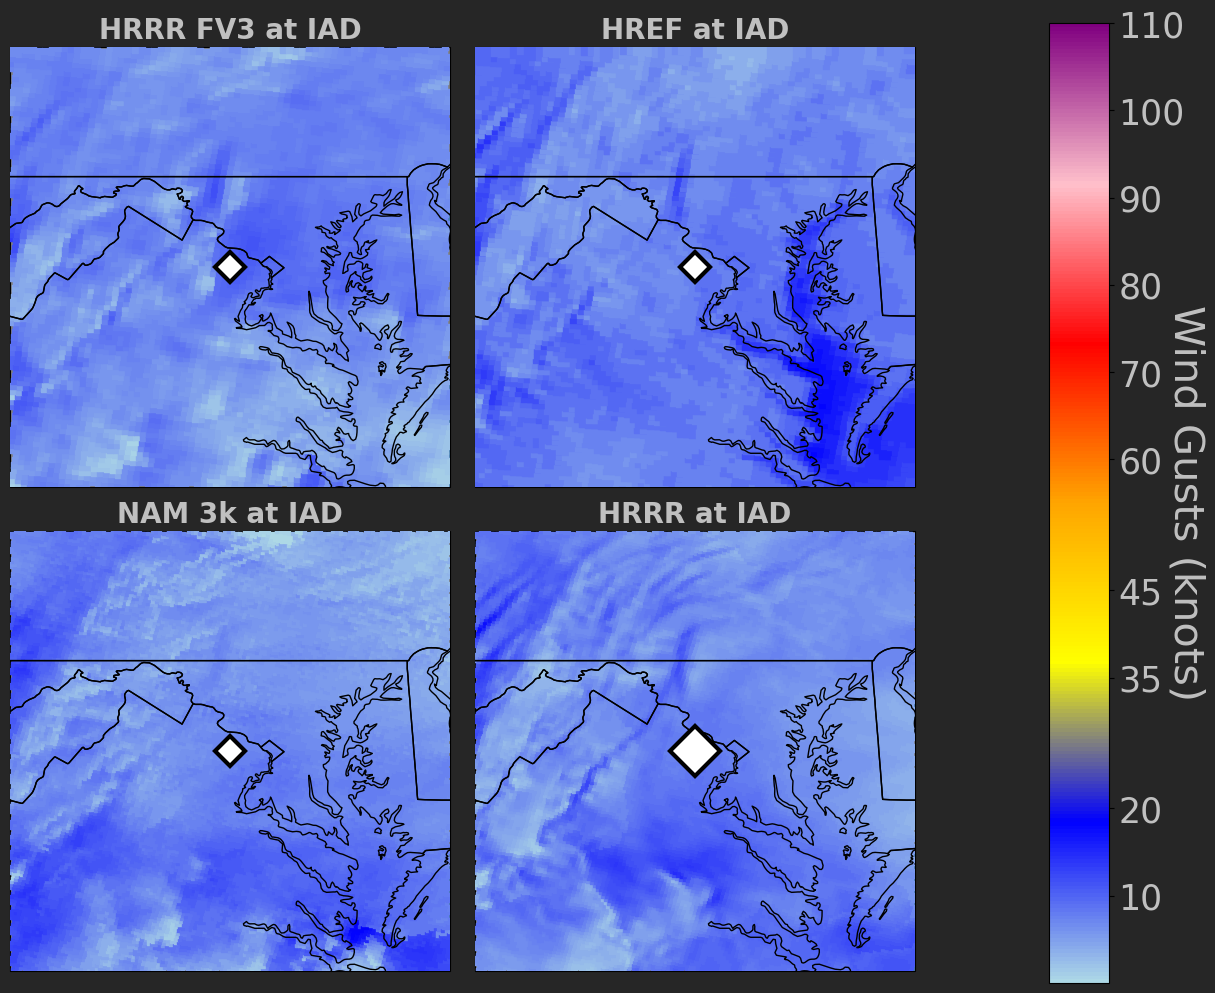 HRRR FV3 at IAD
HREF at IAD
NAM 3k at IAD
HRRR at IAD
110
100
90
80
70
60
45
35
20
10
Wind Gusts (knots)